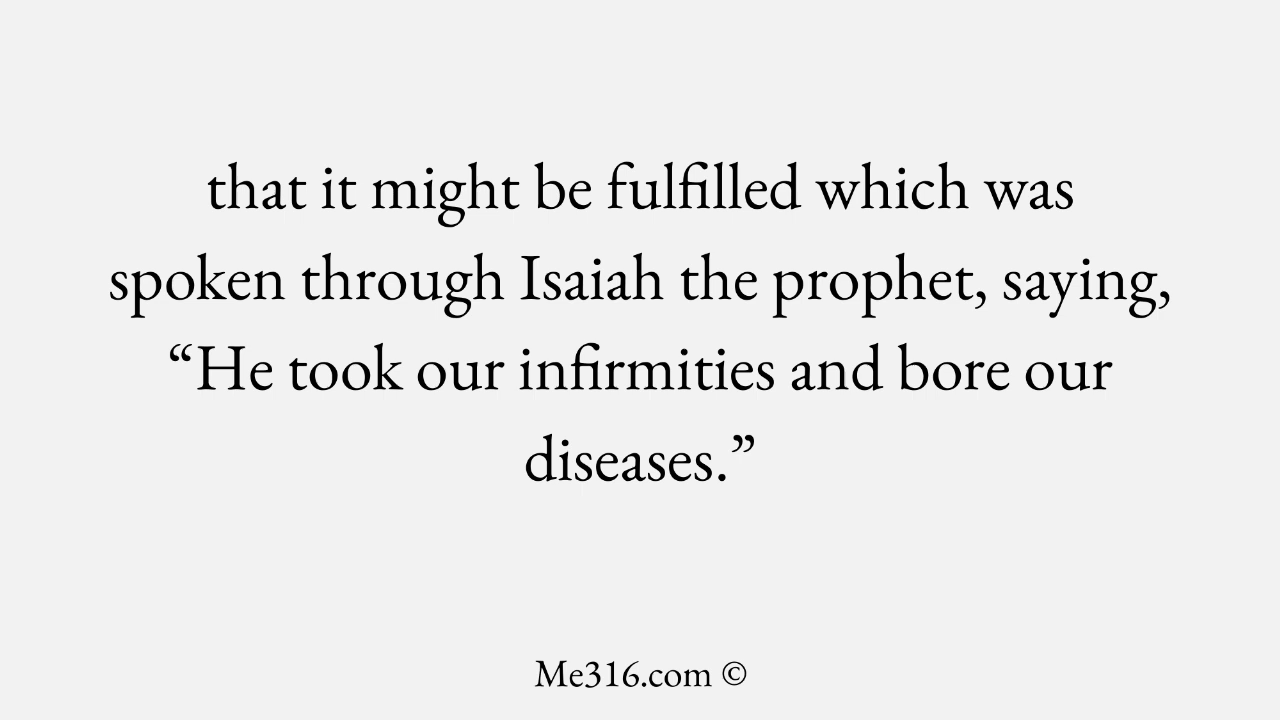 that it might be fulfilled which was
spoken through Isaiah the prophet, saying,
“He took our infirmities and bore our
diseases.”
Me316.com ©